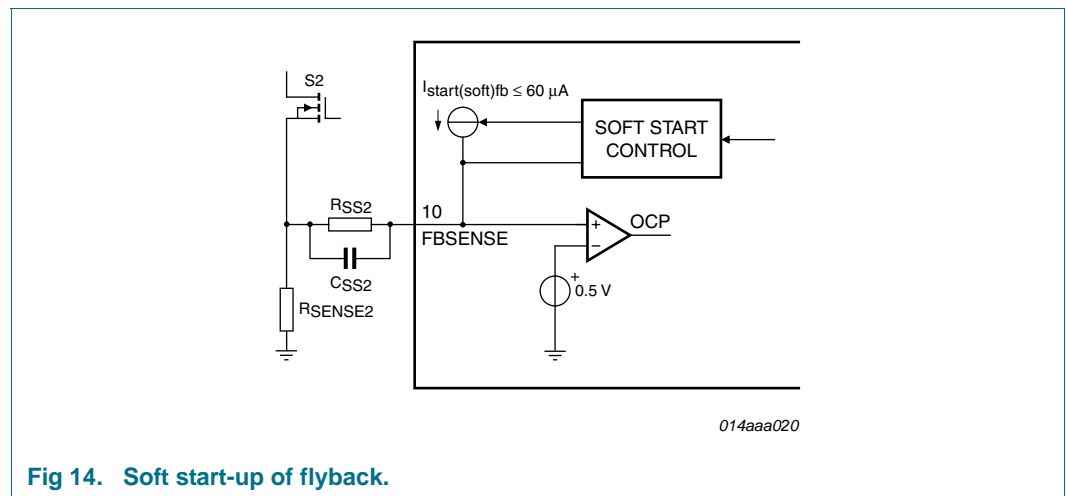 S2
Istart(soft)fb ≤ 60 μA
SOFT START
CONTROL
RSS2
10
FBSENSE
CSS2
OCP
+
−
+
0.5 V
RSENSE2
014aaa020
Fig 14. Soft start-up of flyback.